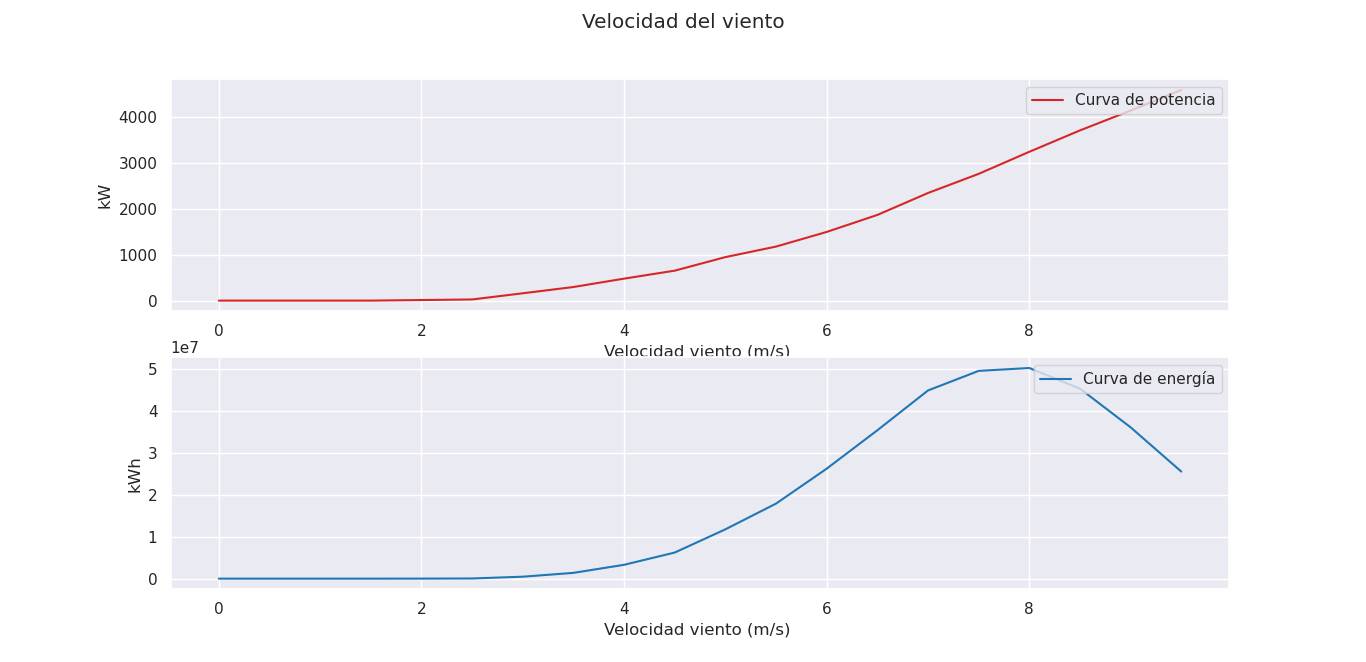 Velocidad del viento
Curva de potencia
4000
3000
2000
1000
0
kW
0 2 4 6 8
Velocidad viento (m/s)
1e7
Curva de energía
5
4
3
2
1
0
kWh
0 2 4 6 8
Velocidad viento (m/s)